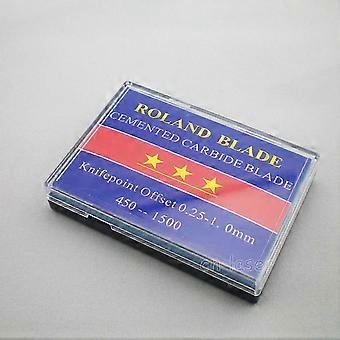 ROLAND BLADE
CEMENTED CARBIDE BLADE
Knifepoint Offset 0.25-1. 0mm
450--1500